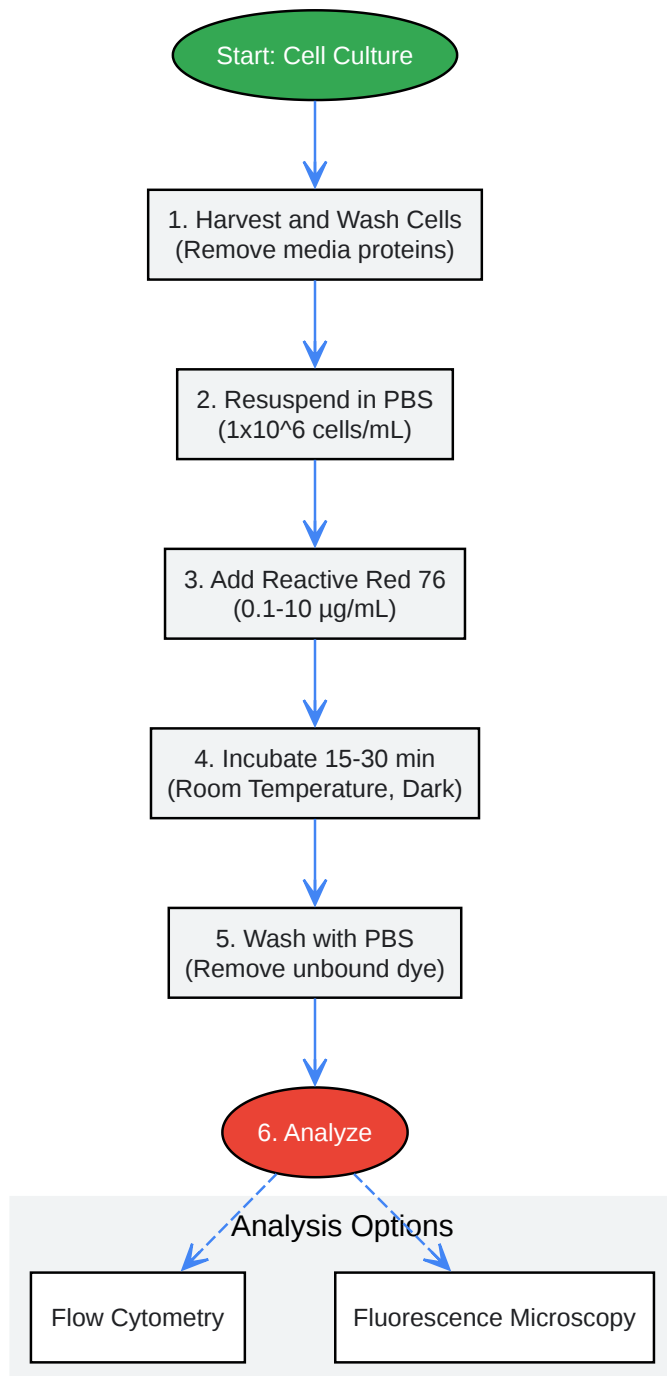 Start: Cell Culture
1. Harvest and Wash Cells
(Remove media proteins)
2. Resuspend in PBS
(1x10^6 cells/mL)
3. Add Reactive Red 76
(0.1-10 µg/mL)
4. Incubate 15-30 min
(Room Temperature, Dark)
5. Wash with PBS
(Remove unbound dye)
6. Analyze
Analysis Options
Flow Cytometry
Fluorescence Microscopy